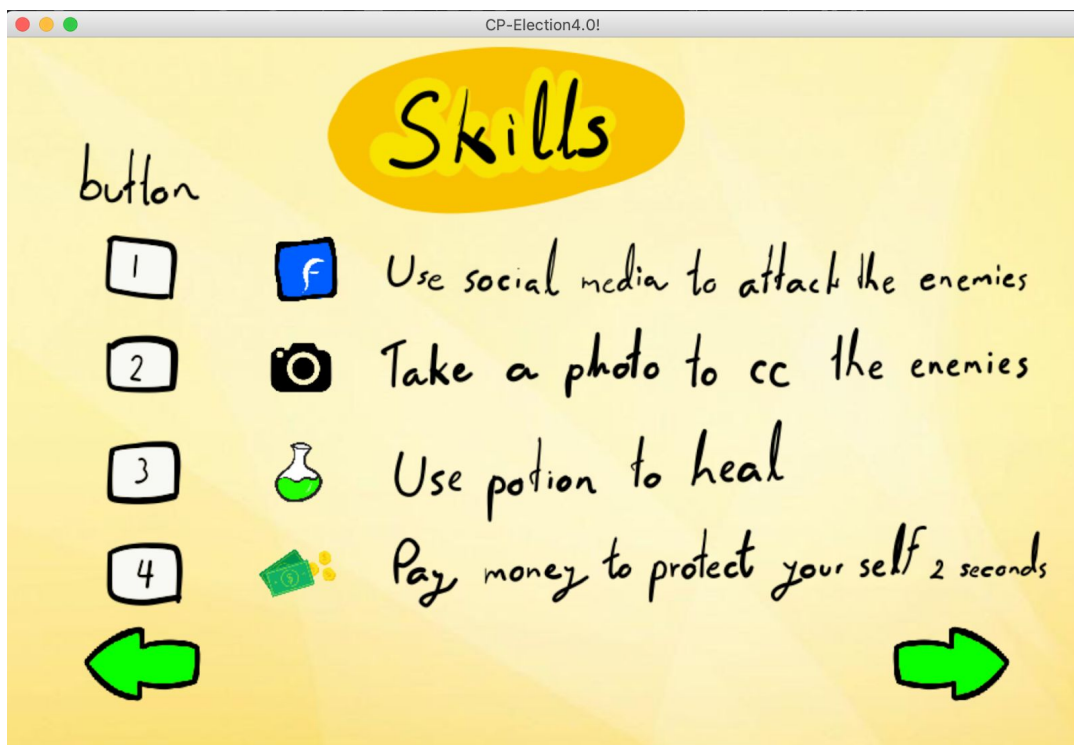 CP-Election4.0!
Skills
button
1 f Use social media to attack the enemies
2 Take a photo to cc the enemies
3 Use potion to heal
4 Pay money to protect your self 2 seconds